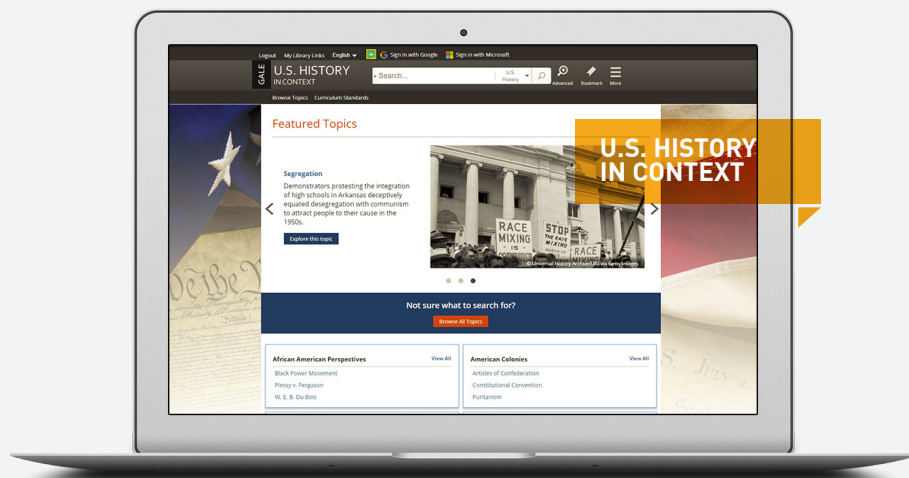 Logout My Library Links English Sign in with Google Sign in with Microsoft
GALE
U.S. HISTORY
IN CONTEXT
Search...
U.S.
History
Advanced Bookmark More
Browse Topics Curriculum Standards
Featured Topics
U.S. HISTORY
IN CONTEXT
Segregation
Demonstrators protesting the integration
of high schools in Arkansas deceptively
equated desegregation with communism
to attract people to their cause in the
1950s.
Explore this topic
RACE
MIXING
IS
STOP
THE RACE
MIXING
RACE
MIXING
© Universal History Archive/UIG via Getty Images
We the
Not sure what to search for?
Browse All Topics
African American Perspectives View All
Black Power Movement
Plessy v. Ferguson
W. E. B. Du Bois
American Colonies View All
Articles of Confederation
Constitutional Convention
Puritanism